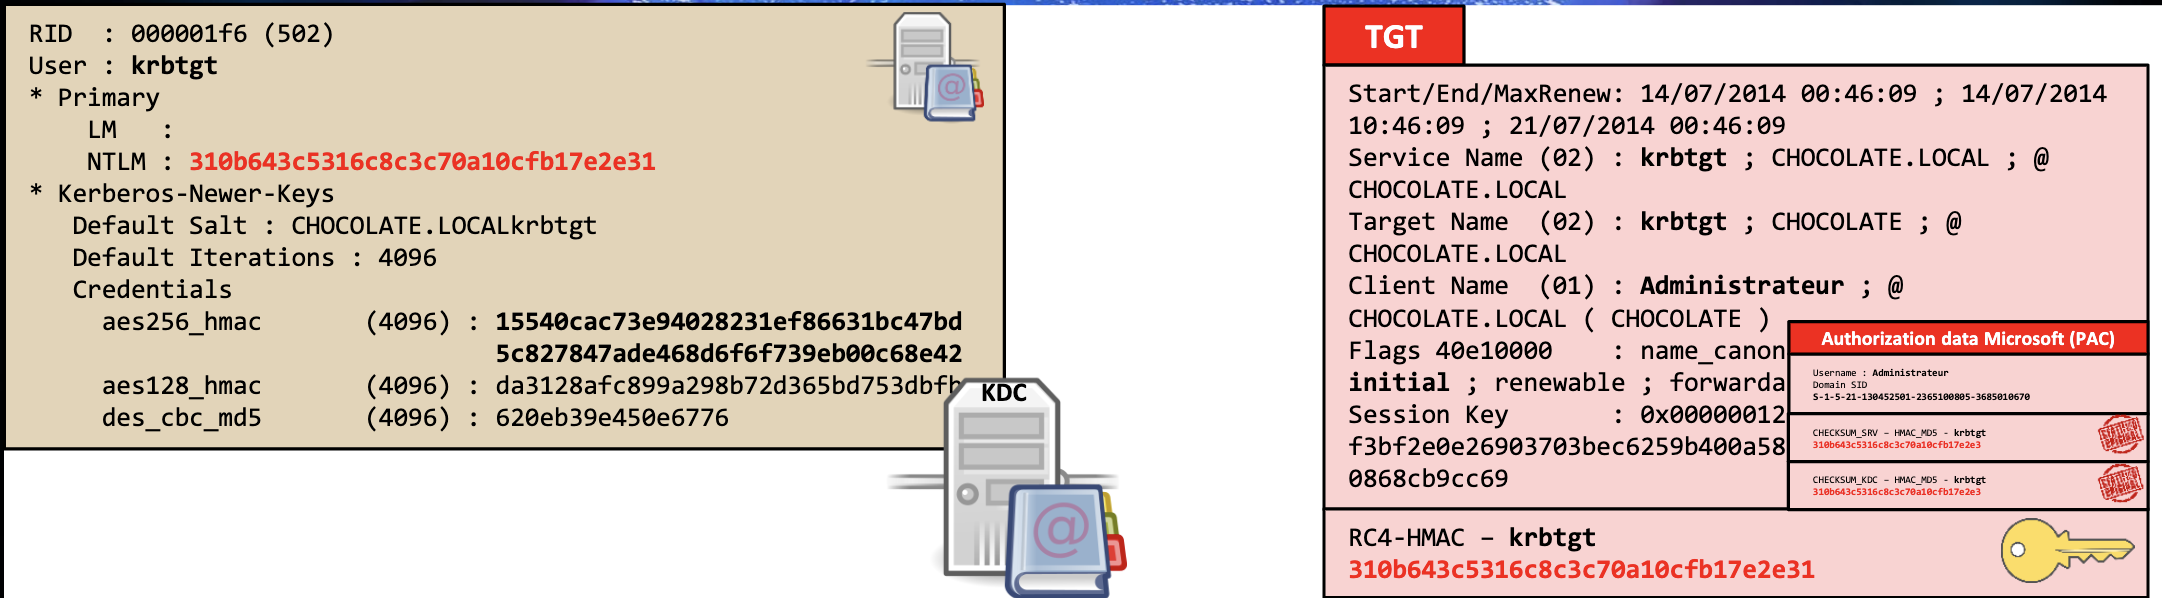 RID : 000001f6 (502)
User : krbtgt
* Primary
LM :
NTLM : 310b643c5316c8c3c70a10cfb17e2e31
* Kerberos-Newer-Keys
Default Salt : CHOCOLATE.LOCALkrbtgt
Default Iterations : 4096
Credentials
aes256_hmac (4096) : 15540cac73e94028231ef86631bc47bd
5c827847ade468d6f6f739eb00c68e42
aes128_hmac (4096) : da3128afc899a298b72d365bd753dbfb
des_cbc_md5 (4096) : 620eb39e450e6776
KDC
TGT
Start/End/MaxRenew: 14/07/2014 00:46:09 ; 14/07/2014
10:46:09 ; 21/07/2014 00:46:09
Service Name (02) : krbtgt ; CHOCOLATE.LOCAL ; @
CHOCOLATE.LOCAL
Target Name (02) : krbtgt ; CHOCOLATE ; @
CHOCOLATE.LOCAL
Client Name (01) : Administrateur ; @
CHOCOLATE.LOCAL ( CHOCOLATE )
Flags 40e10000 : name_canon
initial ; renewable ; forwarda
Session Key : 0x00000012
f3bf2e0e26903703bec6259b400a58
0868cb9cc69
Authorization data Microsoft (PAC)
Username : Administrateur
Domain SID
S-1-5-21-130452501-2365100805-3685010670
CHECKSUM_SRV – HMAC_MD5 - krbtgt
310b643c5316c8c3c70a10cfb17e2e3
CHECKSUM_KDC – HMAC_MD5 - krbtgt
310b643c5316c8c3c70a10cfb17e2e3
RC4-HMAC – krbtgt
310b643c5316c8c3c70a10cfb17e2e31